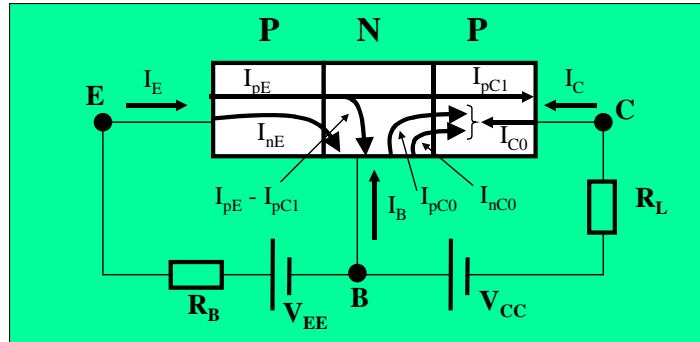 P N P
I_E I_pE I_pC1 I_C
E C
I_nE I_C0
I_pE - I_pC1 I_B I_pC0 I_nC0
R_L
R_B V_EE B V_CC